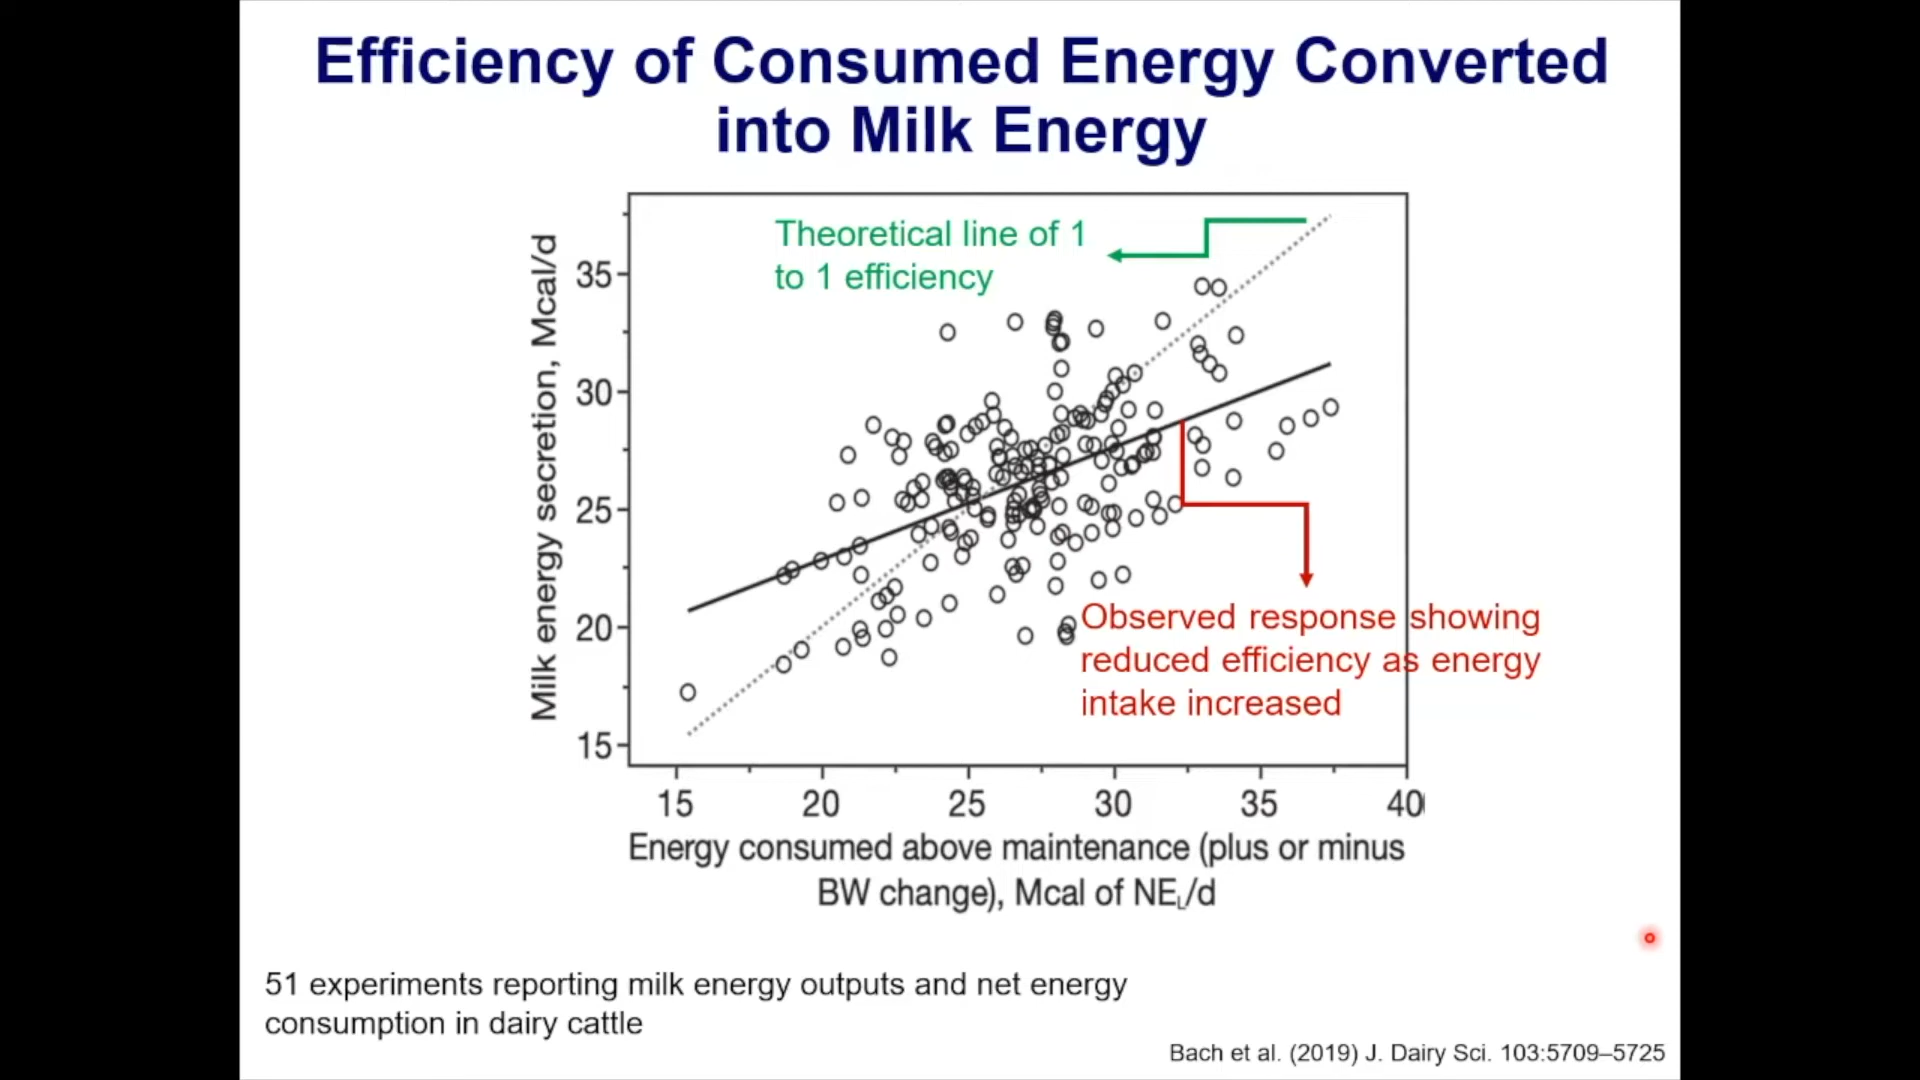 Efficiency of Consumed Energy Converted
into Milk Energy
Theoretical line of 1
to 1 efficiency
Milk energy secretion, Mcal/d
35
30
25
20
15
Observed response showing
reduced efficiency as energy
intake increased
15 20 25 30 35 40
Energy consumed above maintenance (plus or minus
BW change), Mcal of NEL/d
51 experiments reporting milk energy outputs and net energy
consumption in dairy cattle
Bach et al. (2019) J. Dairy Sci. 103:5709–5725